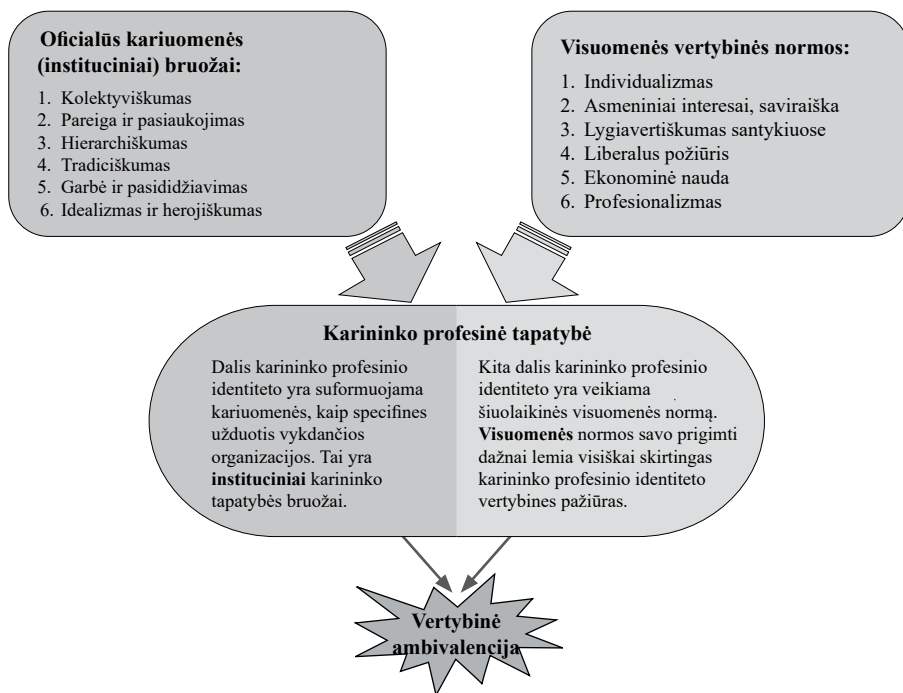 Oficialūs kariuomenės
(instituciniai) bruožai:
1. Kolektyviškumas
2. Pareiga ir pasiaukojimas
3. Hierarchiškumas
4. Tradiciškumas
5. Garbė ir pasididžiavimas
6. Idealizmas ir herojiškumas
Visuomenės vertybinės normos:
1. Individualizmas
2. Asmeniniai interesai, saviraiška
3. Lygiavertiškumas santykiuose
4. Liberalus požiūris
5. Ekonominė nauda
6. Profesionalizmas
Karininko profesinė tapatybė
Dalis karininko profesinio
identiteto yra suformuojama
kariuomenės, kaip specifines
užduotis vykdančios
organizacijos. Tai yra
instituciniai karininko
tapatybės bruožai.
Kita dalis karininko profesinio
identiteto yra veikiama
šiuolaikinės visuomenės normą.
Visuomenės normos savo prigimti
dažnai lemia visiškai skirtingas
karininko profesinio identiteto
vertybines pažiūras.
Vertybinė
ambivalencija